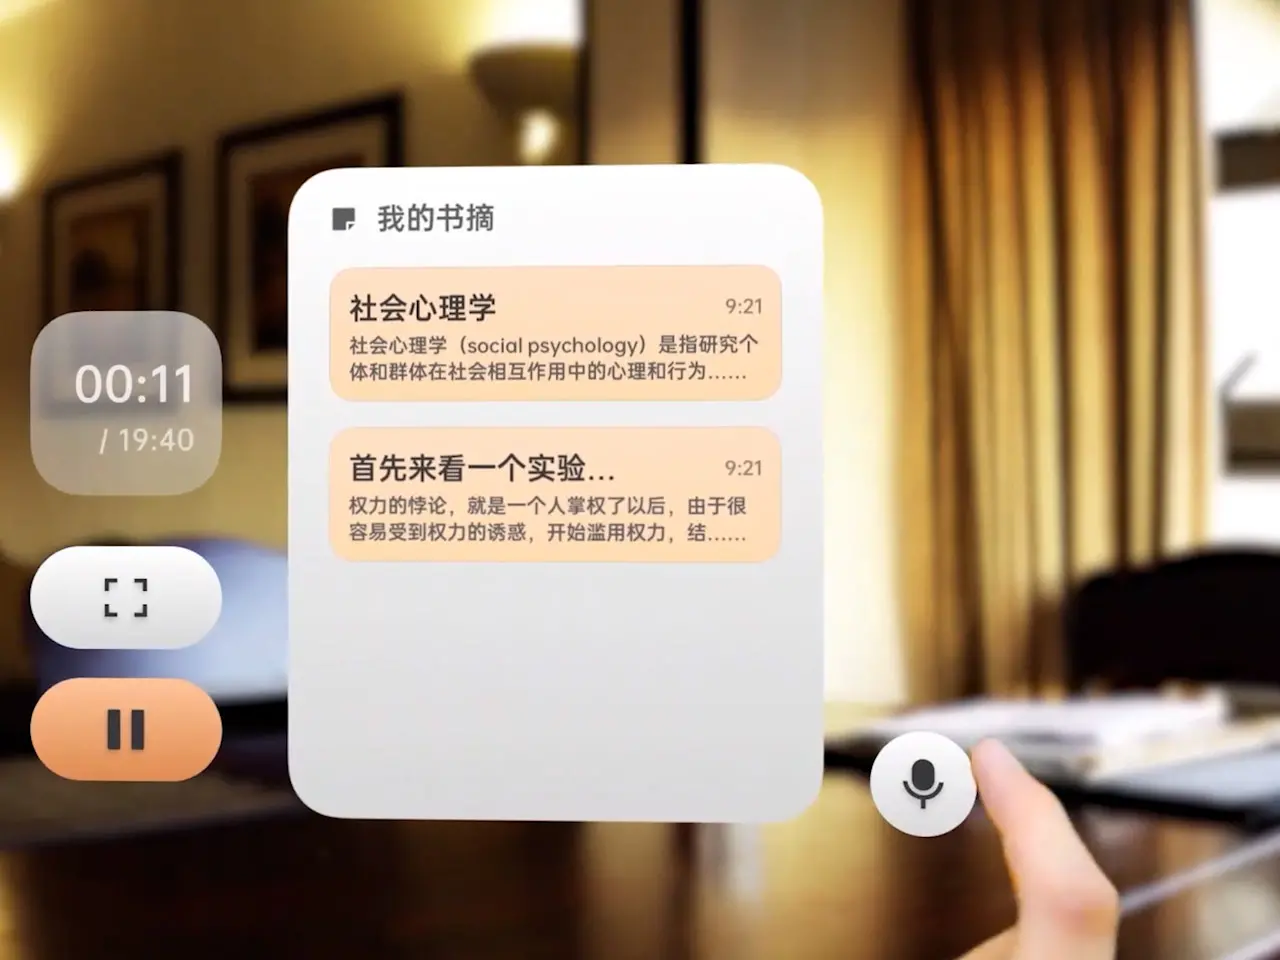 我的书摘
社会心理学 9:21
社会心理学（social psychology）是指研究个
体和群体在社会相互作用中的心理和行为……
首先来看一个实验... 9:21
权力的悖论，就是一个人掌权了以后，由于很
容易受到权力的诱惑，开始滥用权力，结……
00:11
/ 19:40